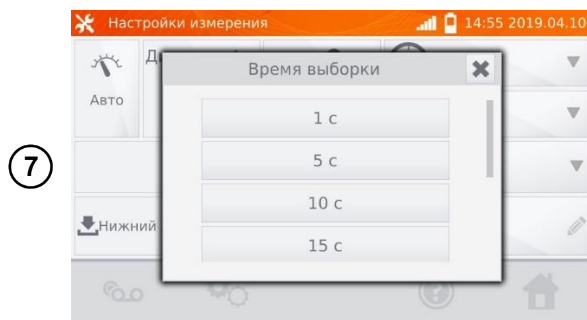 Настройки измерения 14:55 2019.04.10
Время выборки
Авто
1 с
5 с
7
10 с
15 с
Нижний